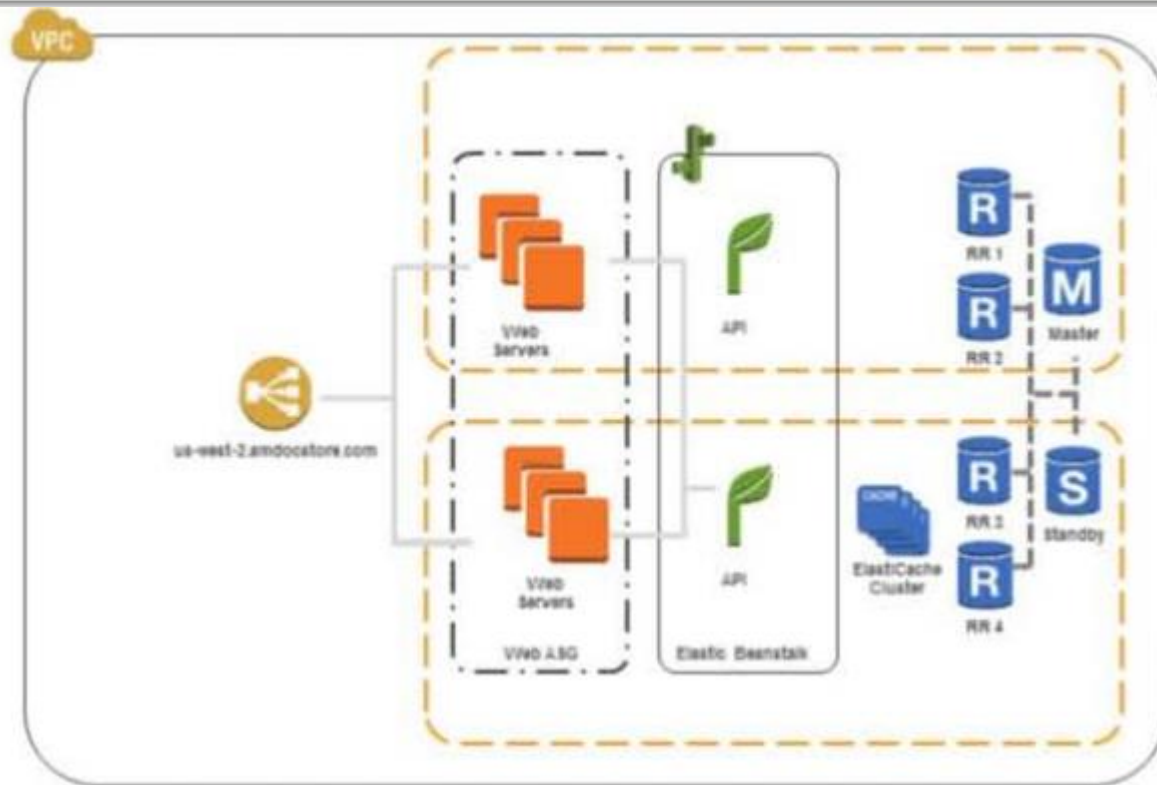 VPC
Web
Servers
API
R
RR 1
R
RR 2
M
Master
us-west-2.amdocstore.com
Web
Servers
Web ASG
API
Elastic Beanstalk
CACHE
ElastiCache
Cluster
R
RR 3
R
RR 4
S
Standby